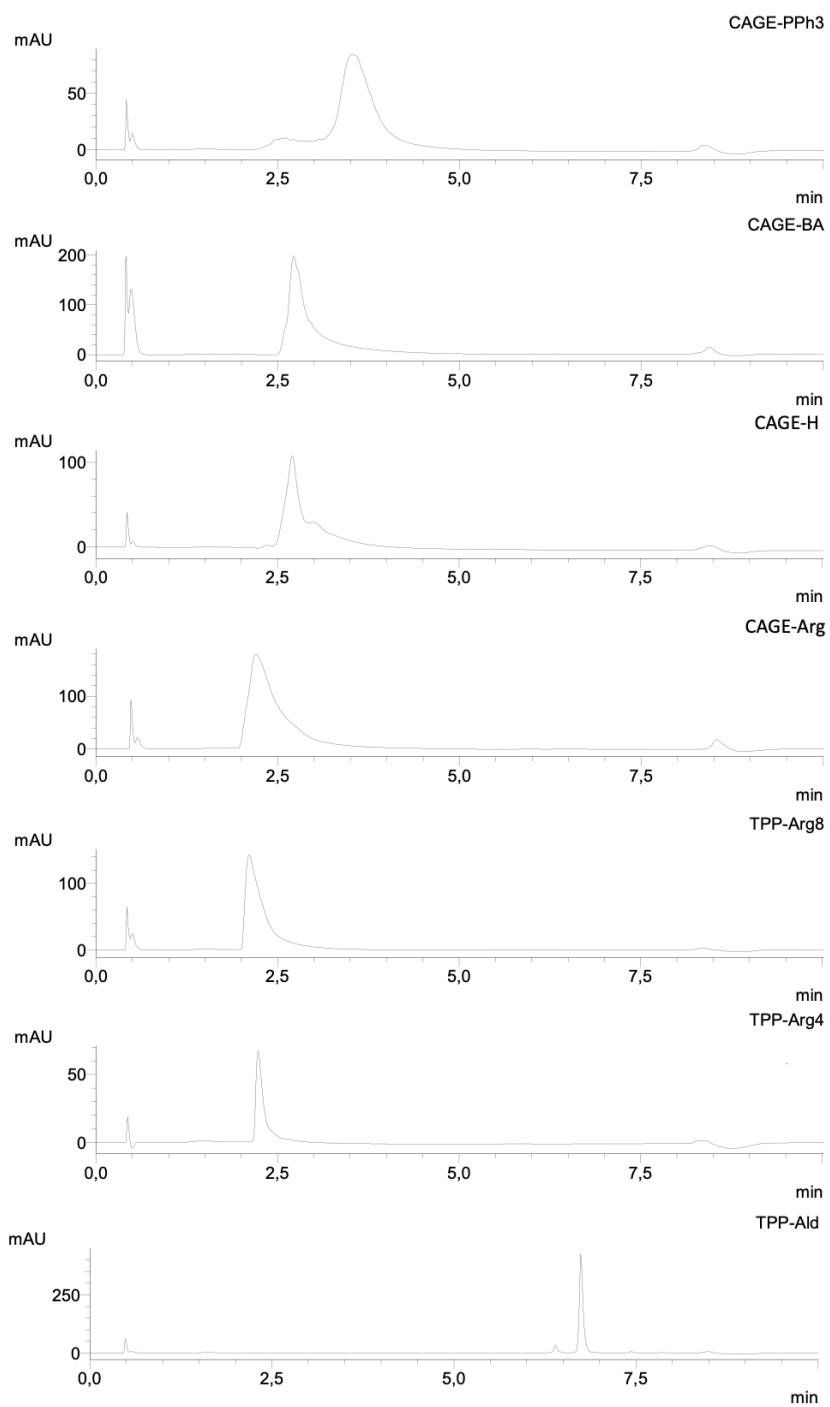 CAGE-PPh3
mAU
50
0
0,0 2,5 5,0 7,5
min
CAGE-BA
mAU
200
100
0
0,0 2,5 5,0 7,5
min
CAGE-H
mAU
100
0
0,0 2,5 5,0 7,5
min
CAGE-Arg
mAU
100
0
0,0 2,5 5,0 7,5
min
TPP-Arg8
mAU
100
0
0,0 2,5 5,0 7,5
min
TPP-Arg4
mAU
50
0
0,0 2,5 5,0 7,5
min
TPP-Ald
mAU
250
0
0,0 2,5 5,0 7,5
min